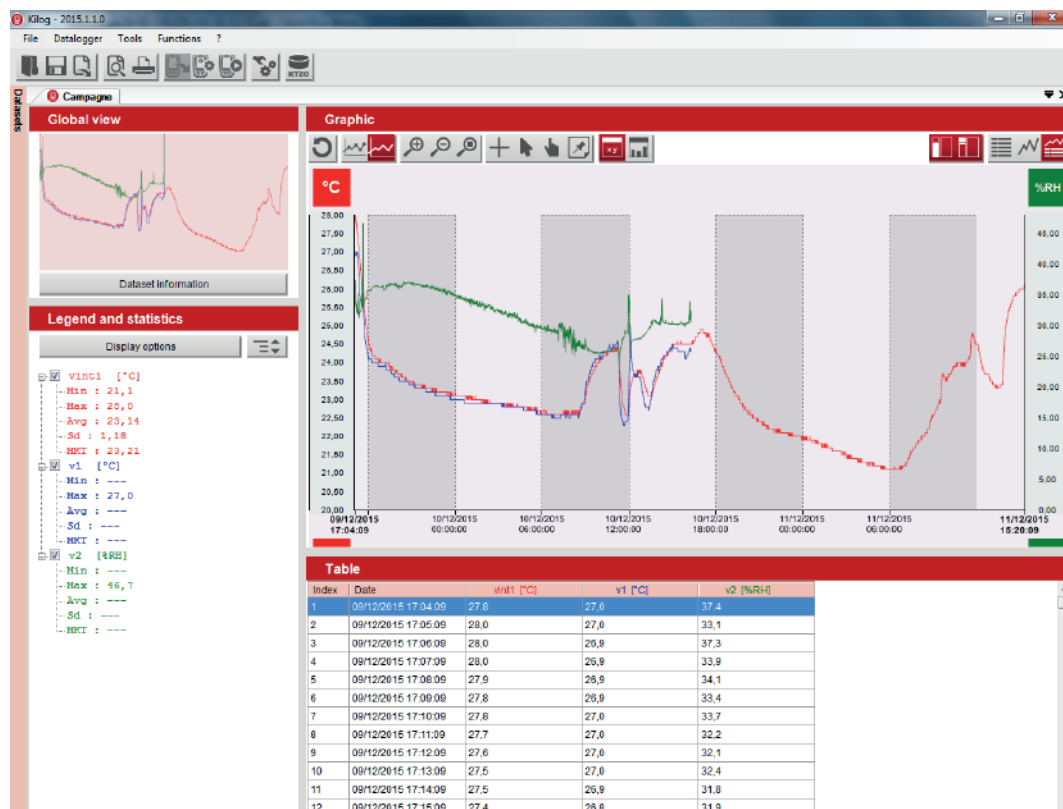 Kilog - 2015.1.1.0
File Datalogger Tools Functions ?
KT2O
Datasets
Campagne
Global view
Dataset information
Legend and statistics
Display options
vint1 [°C]
Min : 21,1
Max : 28,0
Avg : 23,14
Sd : 1,18
MKT : 23,21
v1 [°C]
Min : ---
Max : 27,0
Avg : ---
Sd : ---
MKT : ---
v2 [%RH]
Min : ---
Max : 46,7
Avg : ---
Sd : ---
MKT : ---
Graphic
xy
°C
%RH
28,00
27,50
27,00
26,50
26,00
25,50
25,00
24,50
24,00
23,50
23,00
22,50
22,00
21,50
21,00
20,50
20,00
45,00
40,00
35,00
30,00
25,00
20,00
15,00
10,00
5,00
0,00
09/12/2015 10/12/2015 10/12/2015 10/12/2015 10/12/2015 11/12/2015 11/12/2015 11/12/2015
17:04:09 00:00:00 06:00:00 12:00:00 18:00:00 00:00:00 06:00:00 15:20:09
Table
Index Date vint1 [°C] v1 [°C] v2 [%RH]
1 09/12/2015 17:04:09 27,8 27,0 37,4
2 09/12/2015 17:05:09 28,0 27,0 33,1
3 09/12/2015 17:06:09 28,0 26,9 37,3
4 09/12/2015 17:07:09 28,0 26,9 33,9
5 09/12/2015 17:08:09 27,9 26,9 34,1
6 09/12/2015 17:09:09 27,8 26,9 33,4
7 09/12/2015 17:10:09 27,8 27,0 33,7
8 09/12/2015 17:11:09 27,7 27,0 32,2
9 09/12/2015 17:12:09 27,6 27,0 32,1
10 09/12/2015 17:13:09 27,5 27,0 32,4
11 09/12/2015 17:14:09 27,5 26,9 31,8
12 09/12/2015 17:15:09 27,4 26,8 31,9